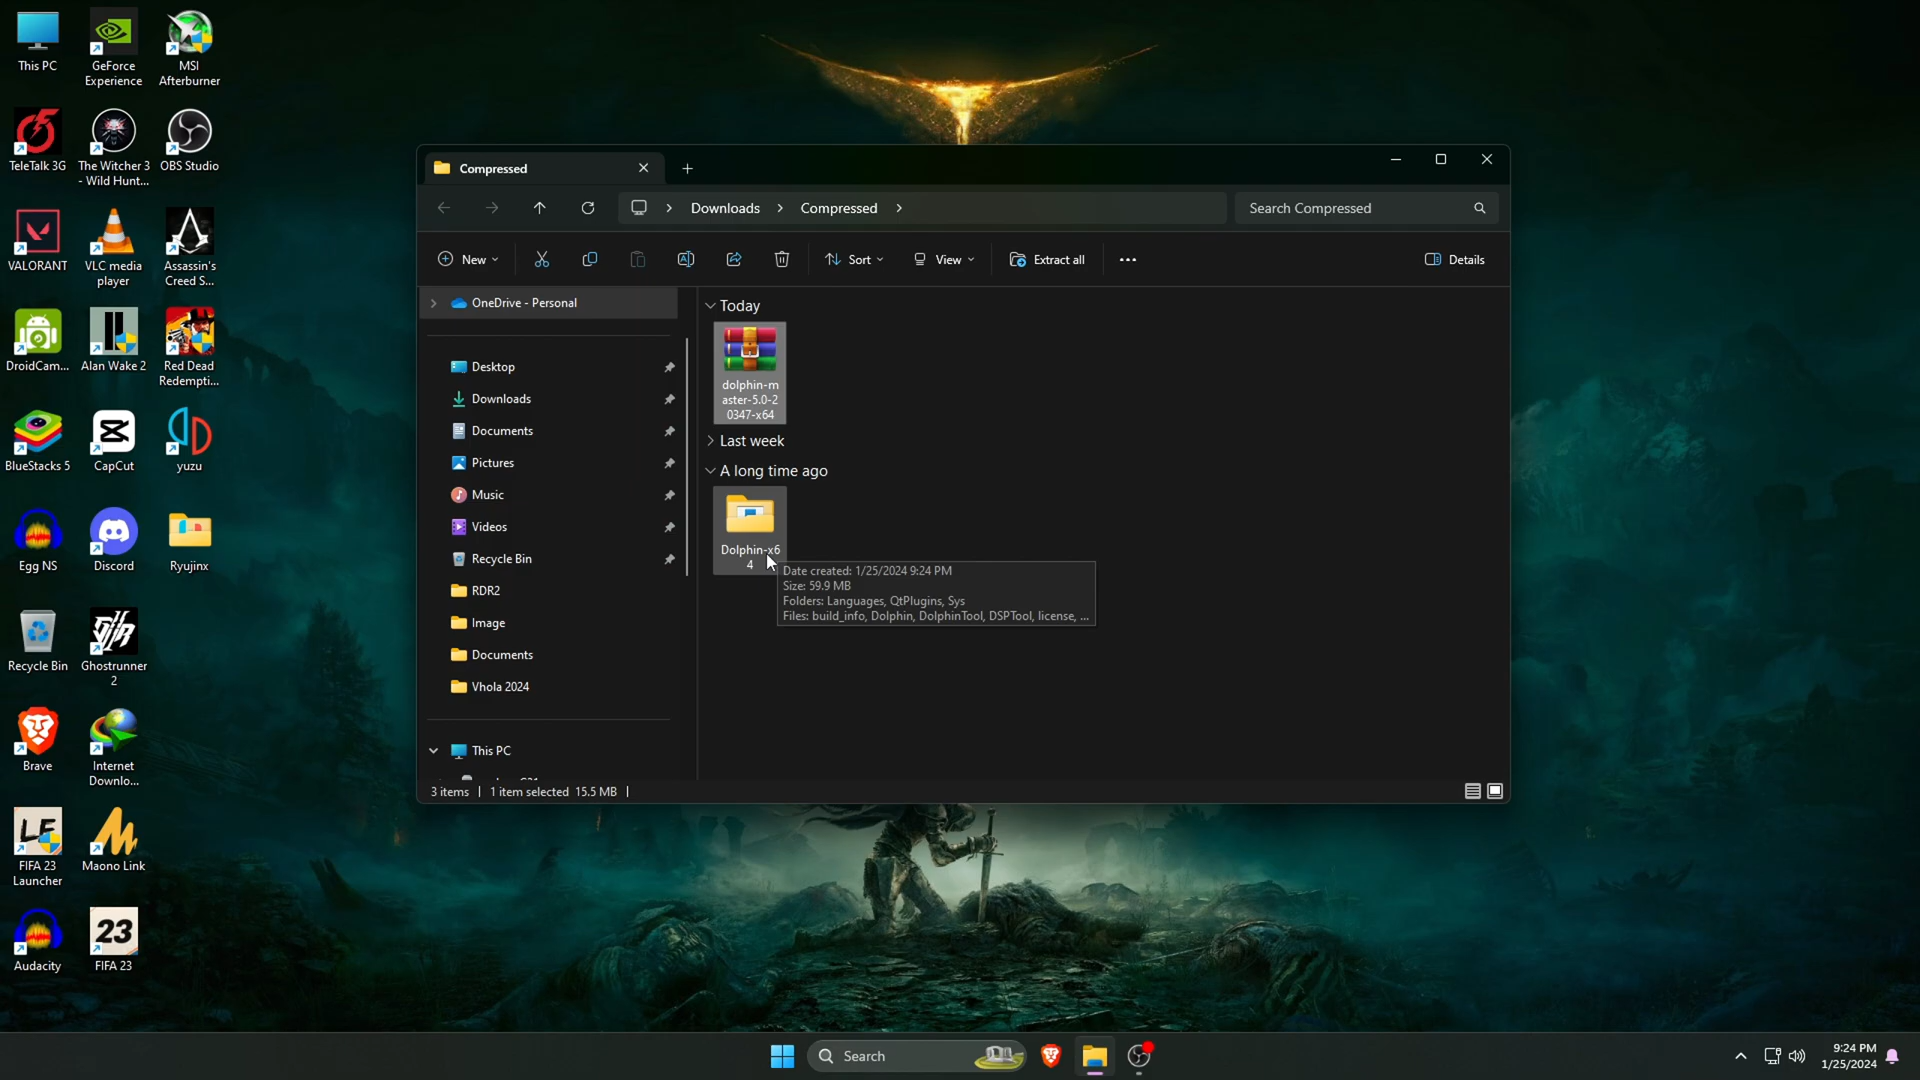 This PC
GeForce
Experience
MSI
Afterburner
TeleTalk 3G
The Witcher 3
- Wild Hunt...
OBS Studio
VALORANT
VLC media
player
Assassin's
Creed S...
DroidCam...
Alan Wake 2
Red Dead
Redempti...
BlueStacks 5
CapCut
yuzu
Egg NS
Discord
Ryujinx
Recycle Bin
Ghostrunner
2
Brave
Internet
Downlo...
FIFA 23
Launcher
Maono Link
Audacity
23
FIFA 23
Compressed
Downloads
Compressed
Search Compressed
New
Sort
View
Extract all
Details
OneDrive - Personal
Desktop
Downloads
Documents
Pictures
Music
Videos
Recycle Bin
RDR2
Image
Documents
Vhola 2024
This PC
Today
dolphin-m
aster-5.0-2
0347-x64
Last week
A long time ago
Dolphin-x6
4
Date created: 1/25/2024 9:24 PM
Size: 59.9 MB
Folders: Languages, QtPlugins, Sys
Files: build_info, Dolphin, DolphinTool, DSPTool, license, ...
3 items
1 item selected 15.5 MB
Search
9:24 PM
1/25/2024